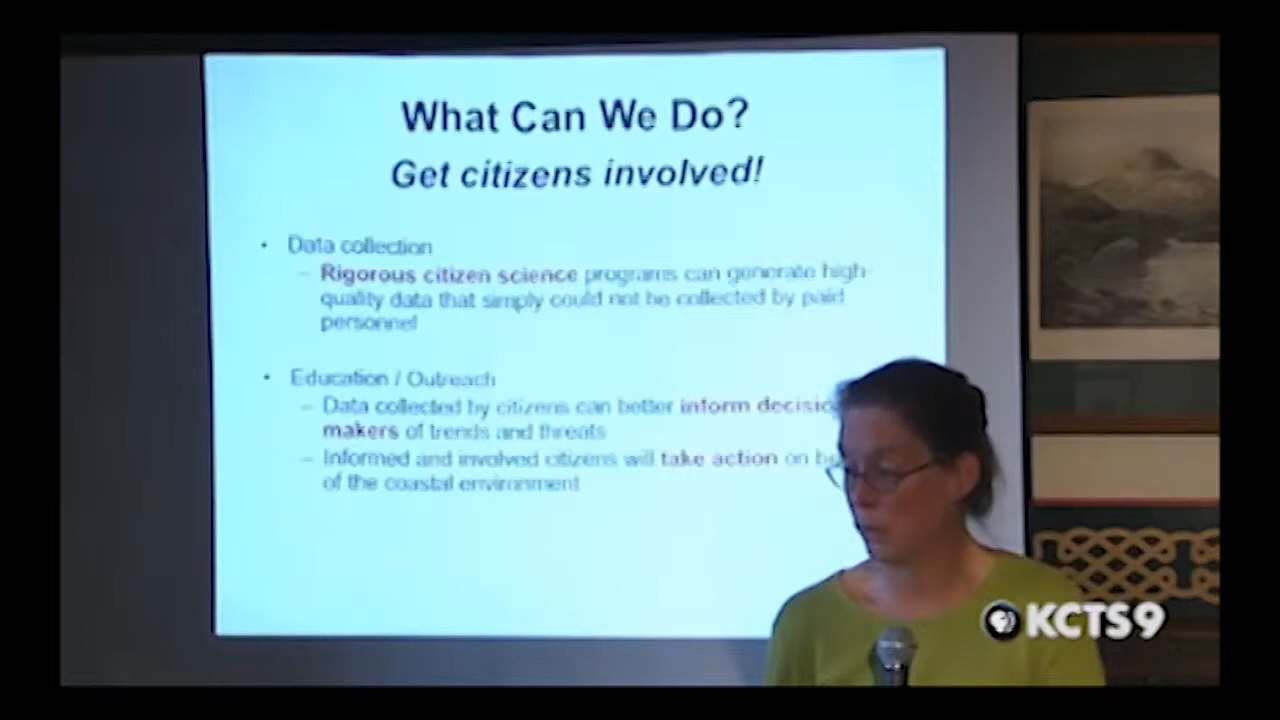 What Can We Do?
Get citizens involved!
• Data collection
– Rigorous citizen science programs can generate high-
quality data that simply could not be collected by paid
personnel
• Education / Outreach
– Data collected by citizens can better inform
makers of trends and threats
– Informed and involved citizens will take action on
of the coastal environment
KCTS9